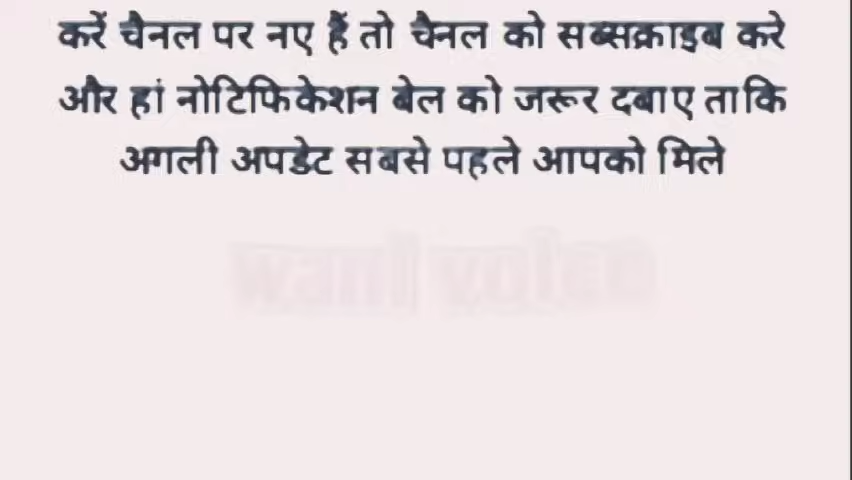 करें चैनल पर नए हैं तो चैनल को सब्सक्राइब करे
और हां नोटिफिकेशन बेल को जरूर दबाए ताकि
अगली अपडेट सबसे पहले आपको मिले